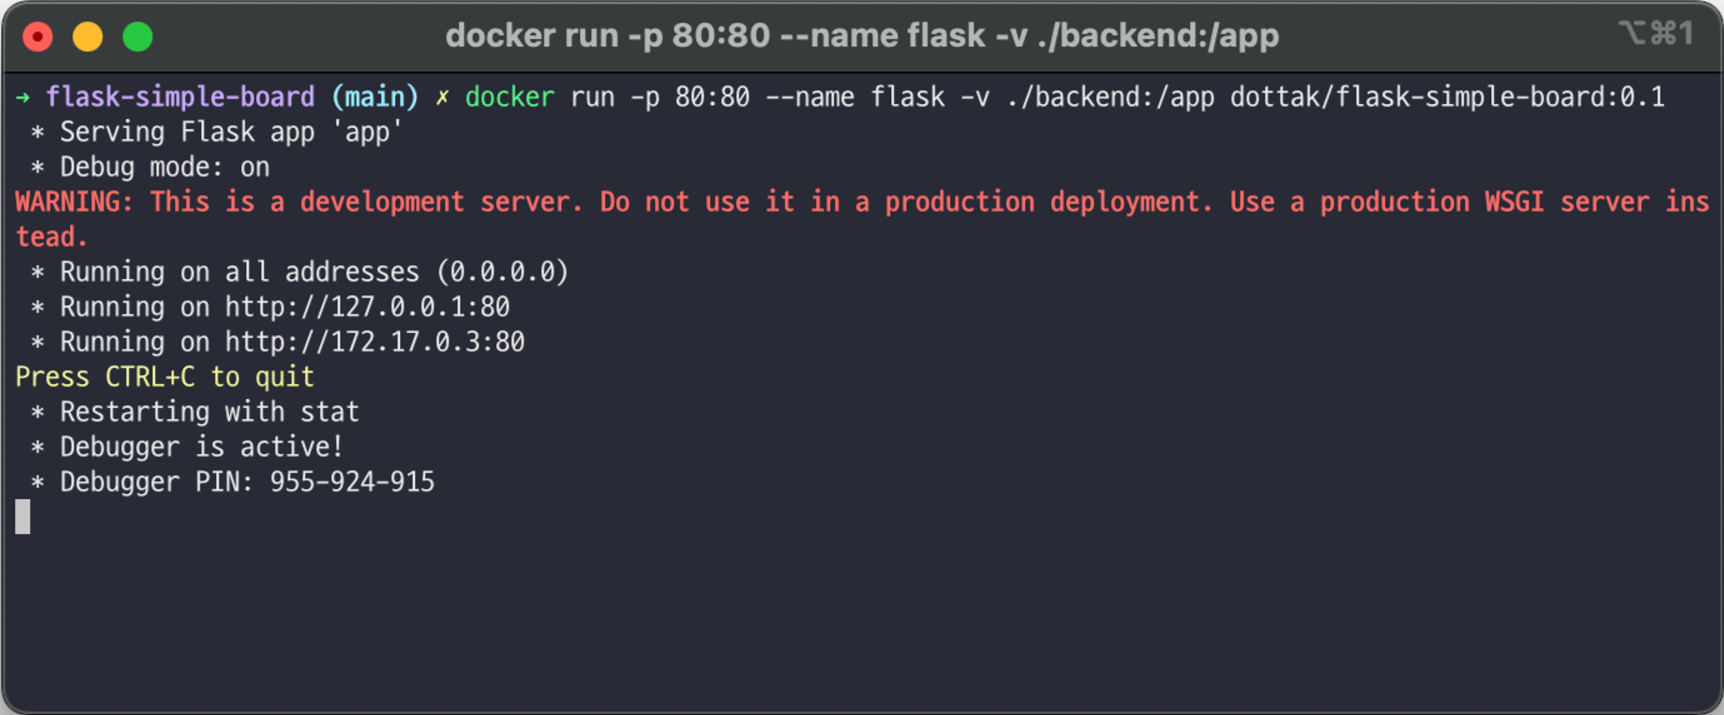 docker run -p 80:80 --name flask -v ./backend:/app
⌥⌘1
→ flask-simple-board (main) ✗ docker run -p 80:80 --name flask -v ./backend:/app dottak/flask-simple-board:0.1
* Serving Flask app 'app'
* Debug mode: on
WARNING: This is a development server. Do not use it in a production deployment. Use a production WSGI server ins
tead.
* Running on all addresses (0.0.0.0)
* Running on http://127.0.0.1:80
* Running on http://172.17.0.3:80
Press CTRL+C to quit
* Restarting with stat
* Debugger is active!
* Debugger PIN: 955-924-915